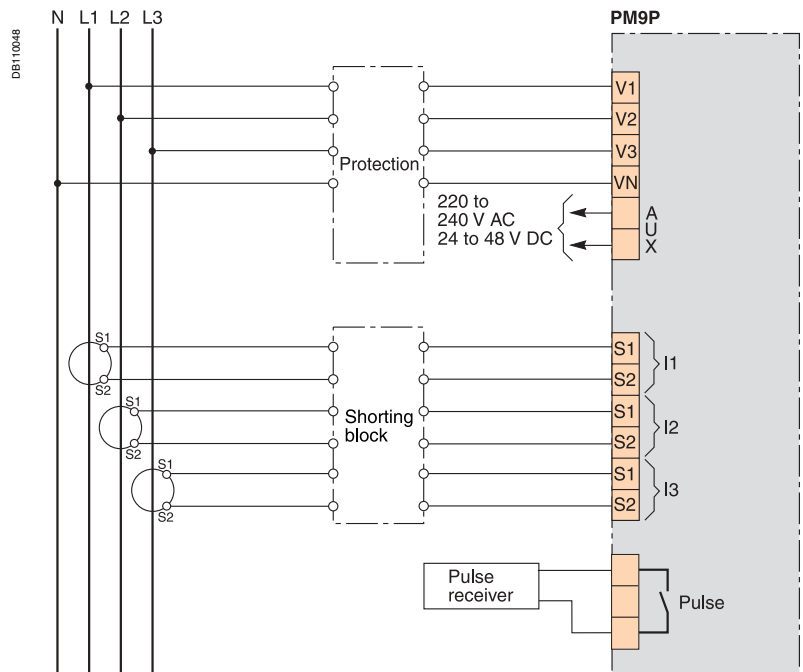 DB110048
N L1 L2 L3
PM9P
V1
V2
V3
VN
Protection
220 to
240 V AC
24 to 48 V DC
A
U
X
S1
S2
S1
S2
S1
S2
Shorting
block
S1
S2
I1
S1
S2
I2
S1
S2
I3
Pulse
receiver
Pulse